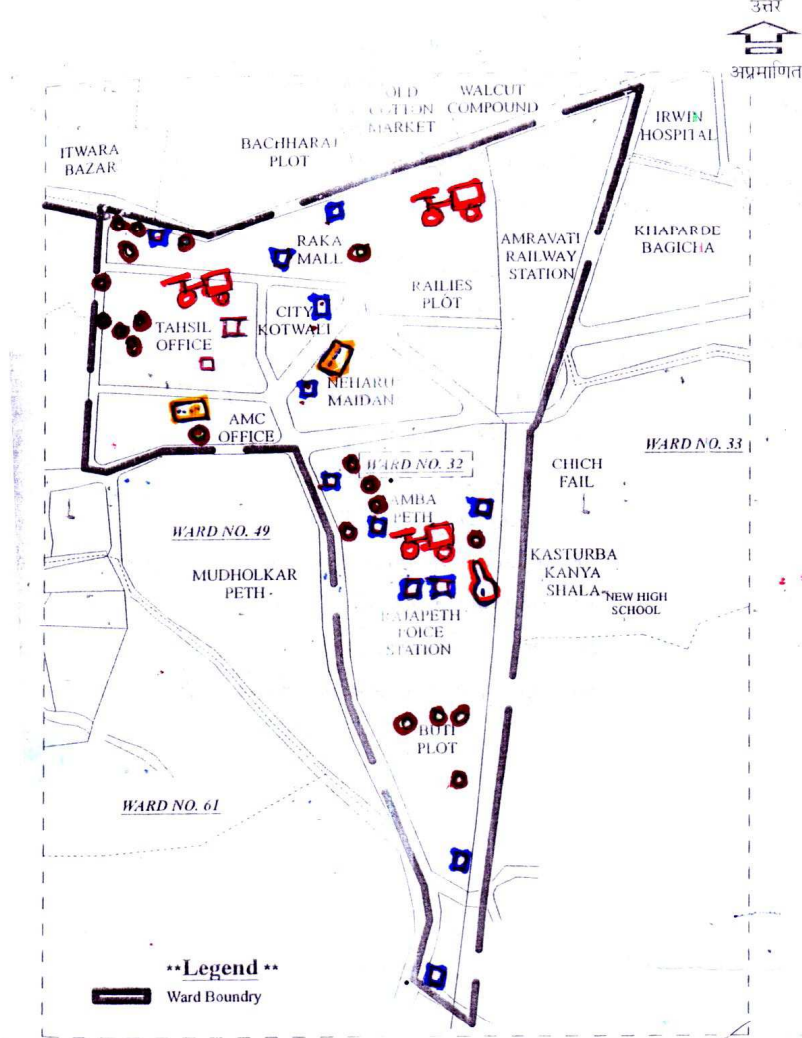 उत्तर
अप्रमाणित
OLD
COTTON
MARKET
WALCUT
COMPOUND
IRWIN
HOSPITAL
ITWARA
BAZAR
BACHHARAJ
PLOT
RAKA
MALL
AMRAVATI
RAILWAY
STATION
KHAPARDE
BAGICHA
RAILIES
PLOT
CITY
KOTWALI
TAHSIL
OFFICE
NEHARU
MAIDAN
AMC
OFFICE
WARD NO. 32
WARD NO. 33
CHICH
FAIL
AMBA
PETH
WARD NO. 49
MUDHOLKAR
PETH
KASTURBA
KANYA
SHALA
NEW HIGH
SCHOOL
RAJAPETH
POICE
STATION
BUTI
PLOT
WARD NO. 61
**Legend **
Ward Boundry